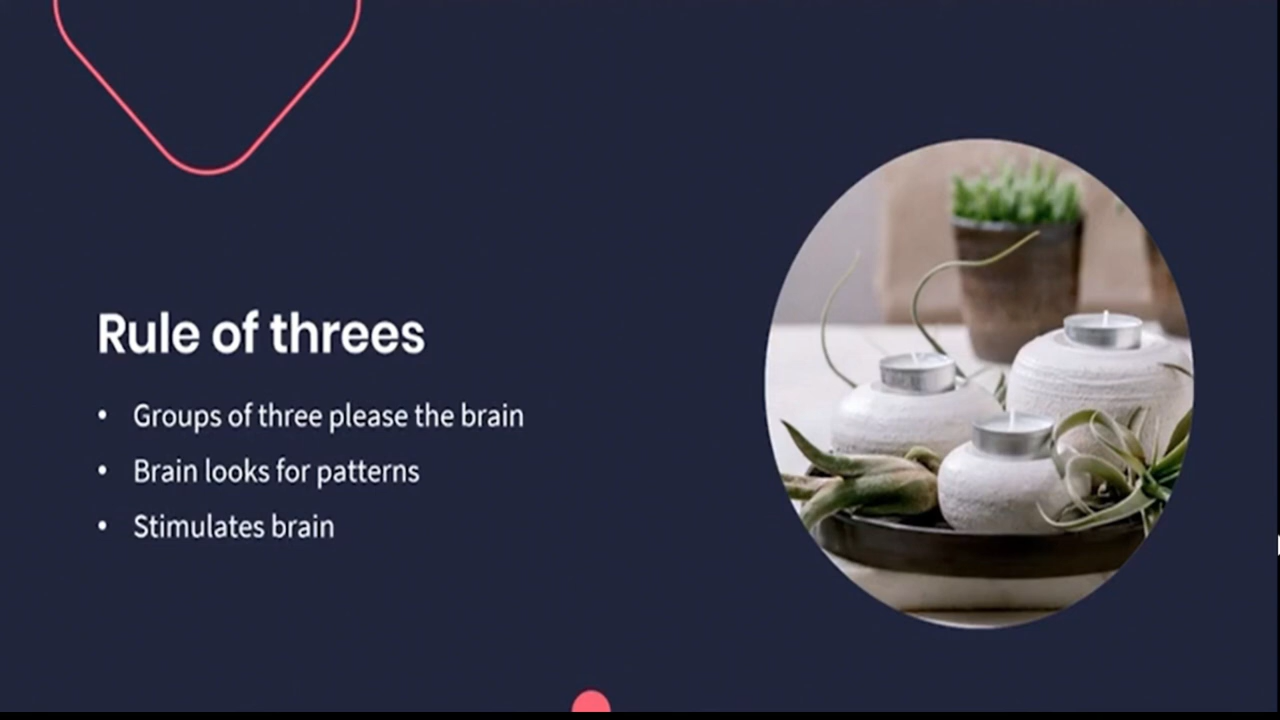 Rule of threes
• Groups of three please the brain
• Brain looks for patterns
• Stimulates brain